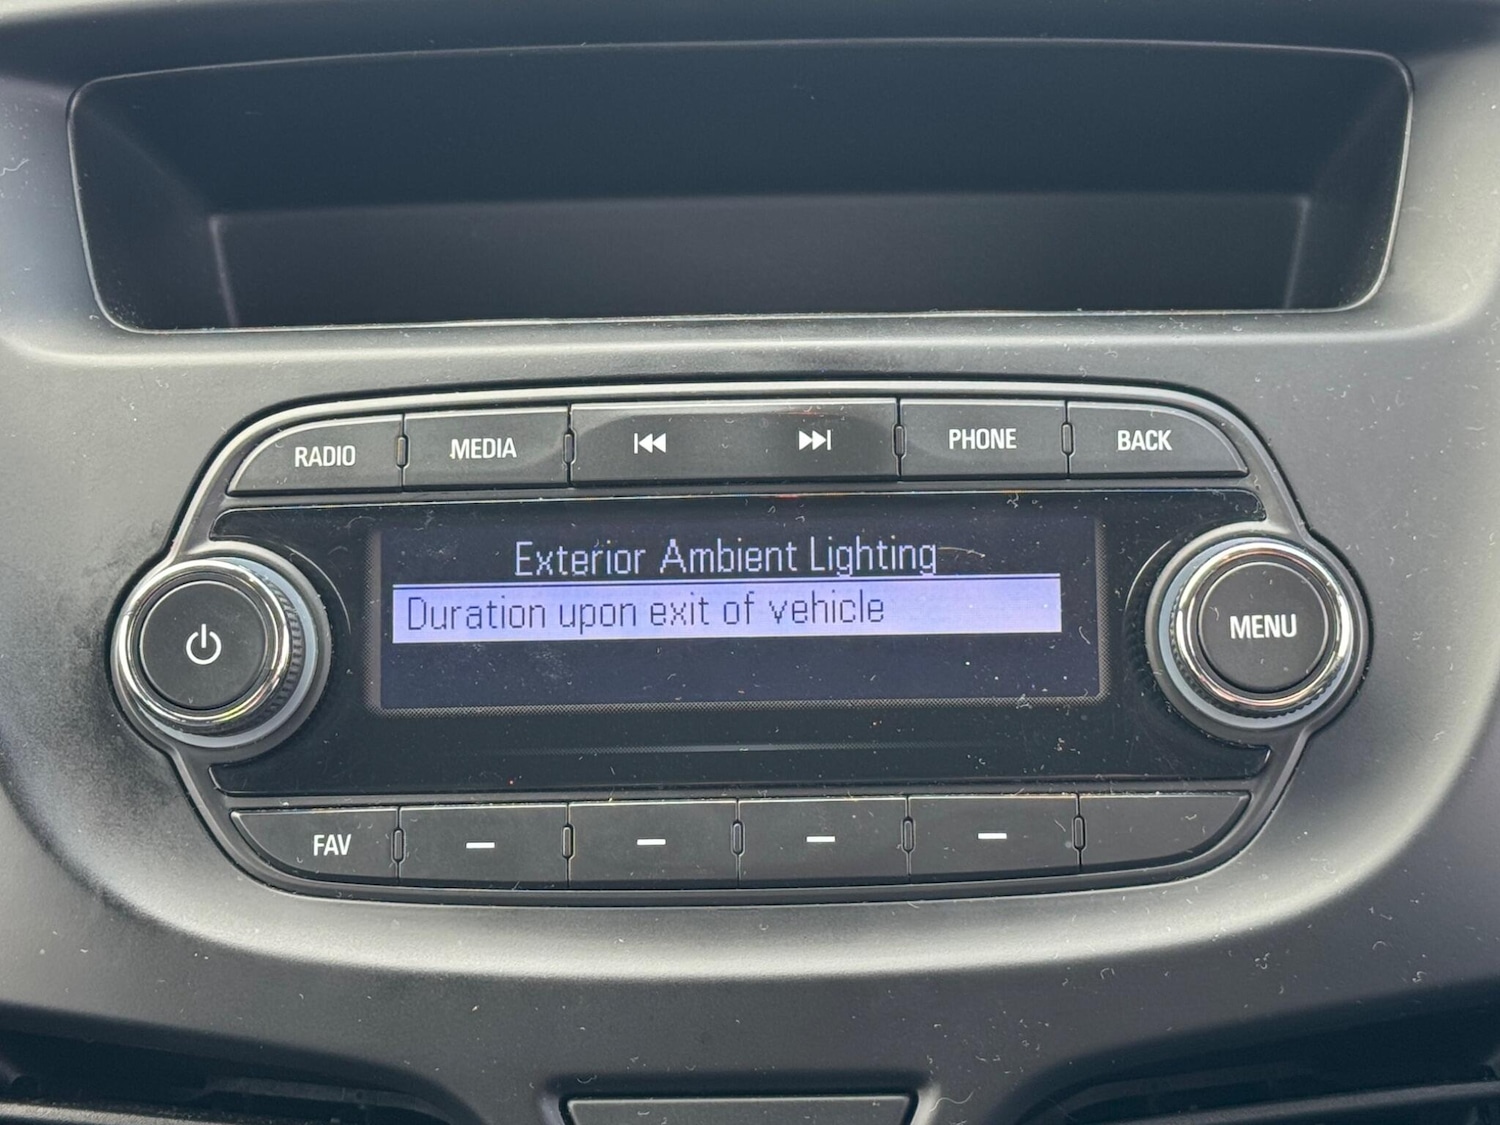 RADIO
MEDIA
PHONE
BACK
Exterior Ambient Lighting
Duration upon exit of vehicle
MENU
FAV